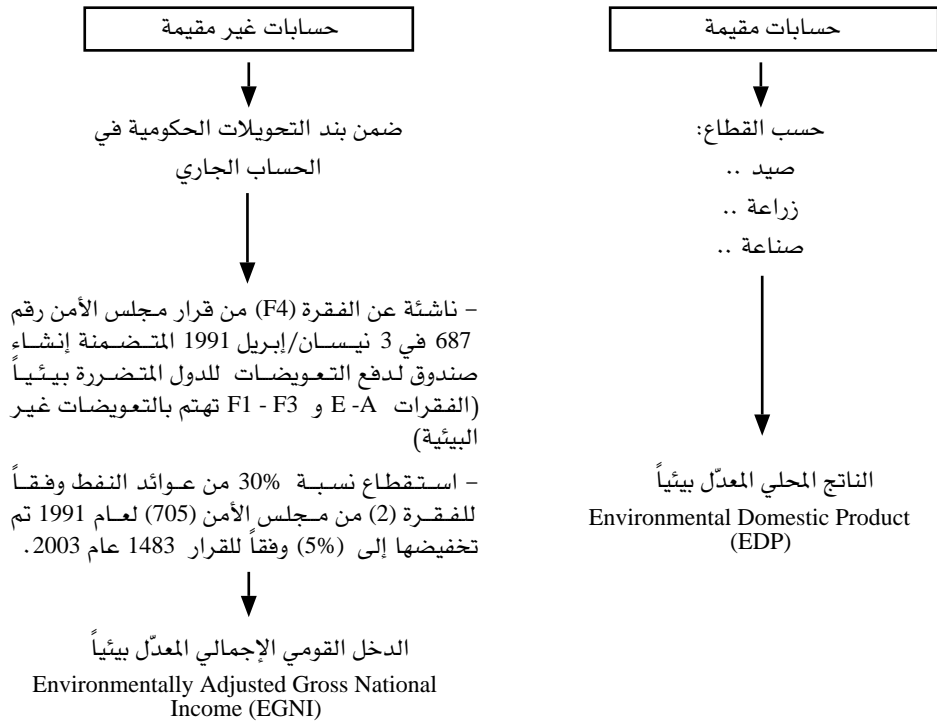 حسابات مقيمة
حسب القطاع:
صيد ..
زراعة ..
صناعة ..
الناتج المحلي المعدّل بيئياً
Environmental Domestic Product
(EDP)
حسابات غير مقيمة
ضمن بند التحويلات الحكومية في
الحساب الجاري
– ناشئة عن الفقرة (F4) من قرار مجلس الأمن رقم
687 في 3 نيسان/إبريل 1991 المتضمنة إنشاء
صندوق لدفع التعويضات للدول المتضررة بيئياً
(الفقرات E -A و F1 - F3 تهتم بالتعويضات غير
البيئية)
– استقطاع نسبة 30% من عوائد النفط وفقاً
للفقرة (2) من مجلس الأمن (705) لعام 1991 تم
تخفيضها إلى (5%) وفقاً للقرار 1483 عام 2003.
الدخل القومي الإجمالي المعدّل بيئياً
Environmentally Adjusted Gross National
Income (EGNI)